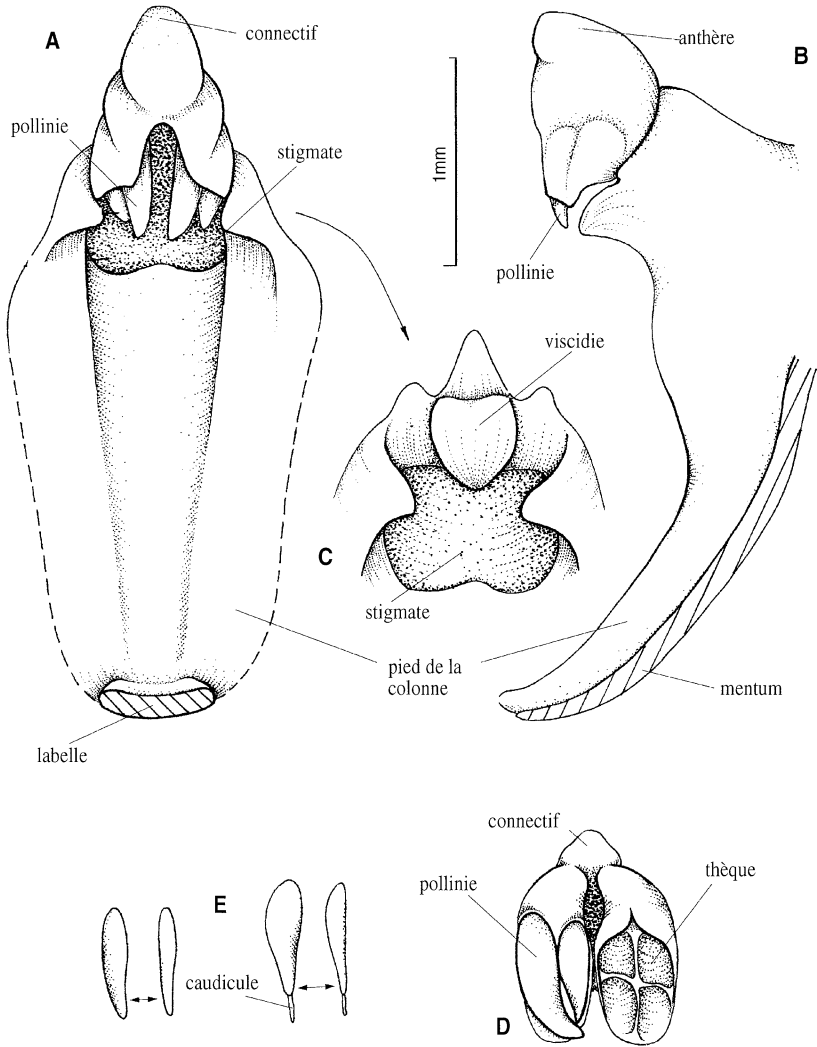 A
connectif
anthère
B
pollinie
stigmate
1mm
pollinie
viscidie
C
stigmate
pied de la
colonne
mentum
labelle
connectif
pollinie
thèque
E
caudicule
D